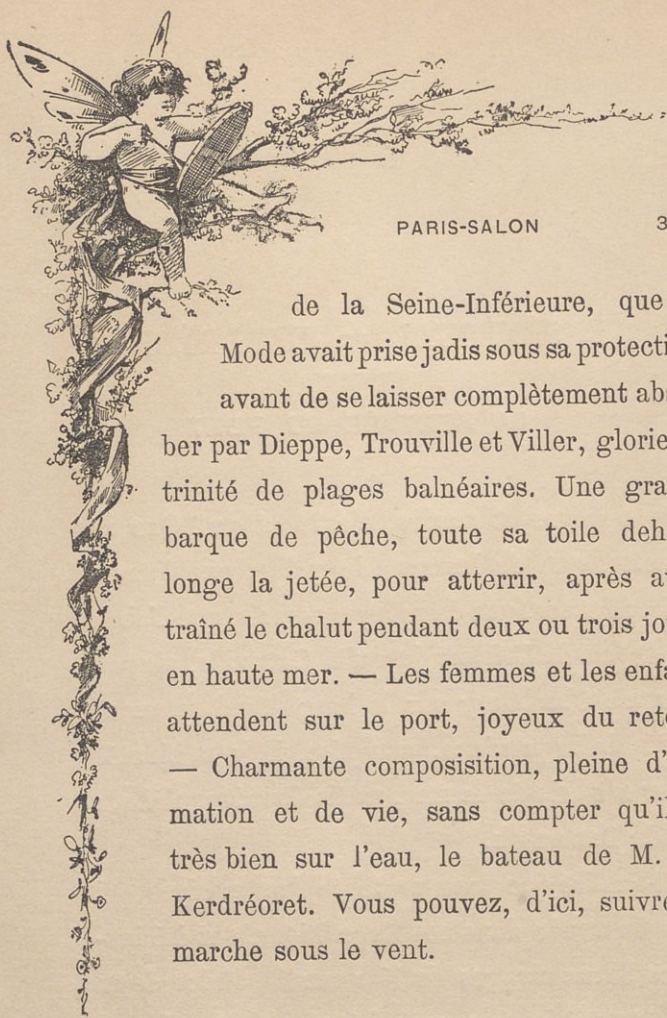 PARIS-SALON 3
de la Seine-Inférieure, que
Mode avait prise jadis sous sa protecti
avant de se laisser complètement ab
ber par Dieppe, Trouville et Viller, glorie
trinité de plages balnéaires. Une gra
barque de pêche, toute sa toile deh
longe la jetée, pour atterrir, après a
traîné le chalut pendant deux ou trois jo
en haute mer. — Les femmes et les enfa
attendent sur le port, joyeux du ret
— Charmante composisition, pleine d'
mation et de vie, sans compter qu'il
très bien sur l'eau, le bateau de M.
Kerdréoret. Vous pouvez, d'ici, suivre
marche sous le vent.